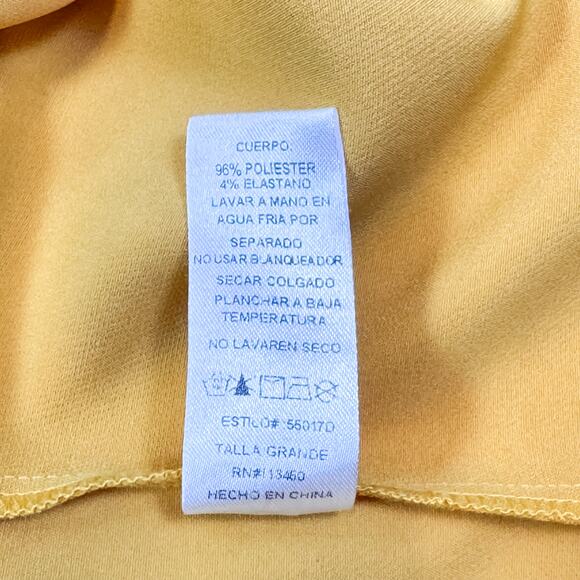 CUERPO:
96% POLIESTER
4% ELASTANO
LAVAR A MANO EN
AGUA FRIA POR
SEPARADO
NO USAR BLANQUEADOR
SECAR COLGADO
PLANCHAR A BAJA
TEMPERATURA
NO LAVAR EN SECO
ESTILO# 55017D
TALLA GRANDE
RN#113450
HECHO EN CHINA